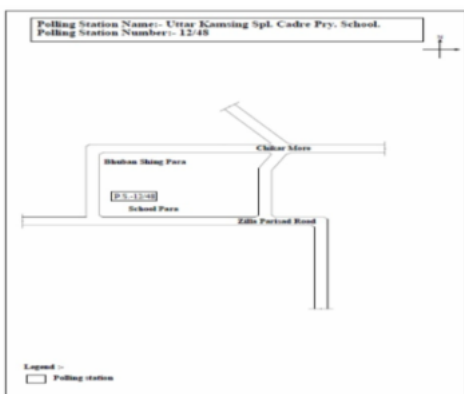 Polling Station Name:- Uttar Kamsing Spl. Cadre Pry. School.
Polling Station Number:- 12/48
N
Chikar More
Bhuban Shing Para
P.S.-12/48
School Para
Zilla Parisad Road
Legend :-
Polling station